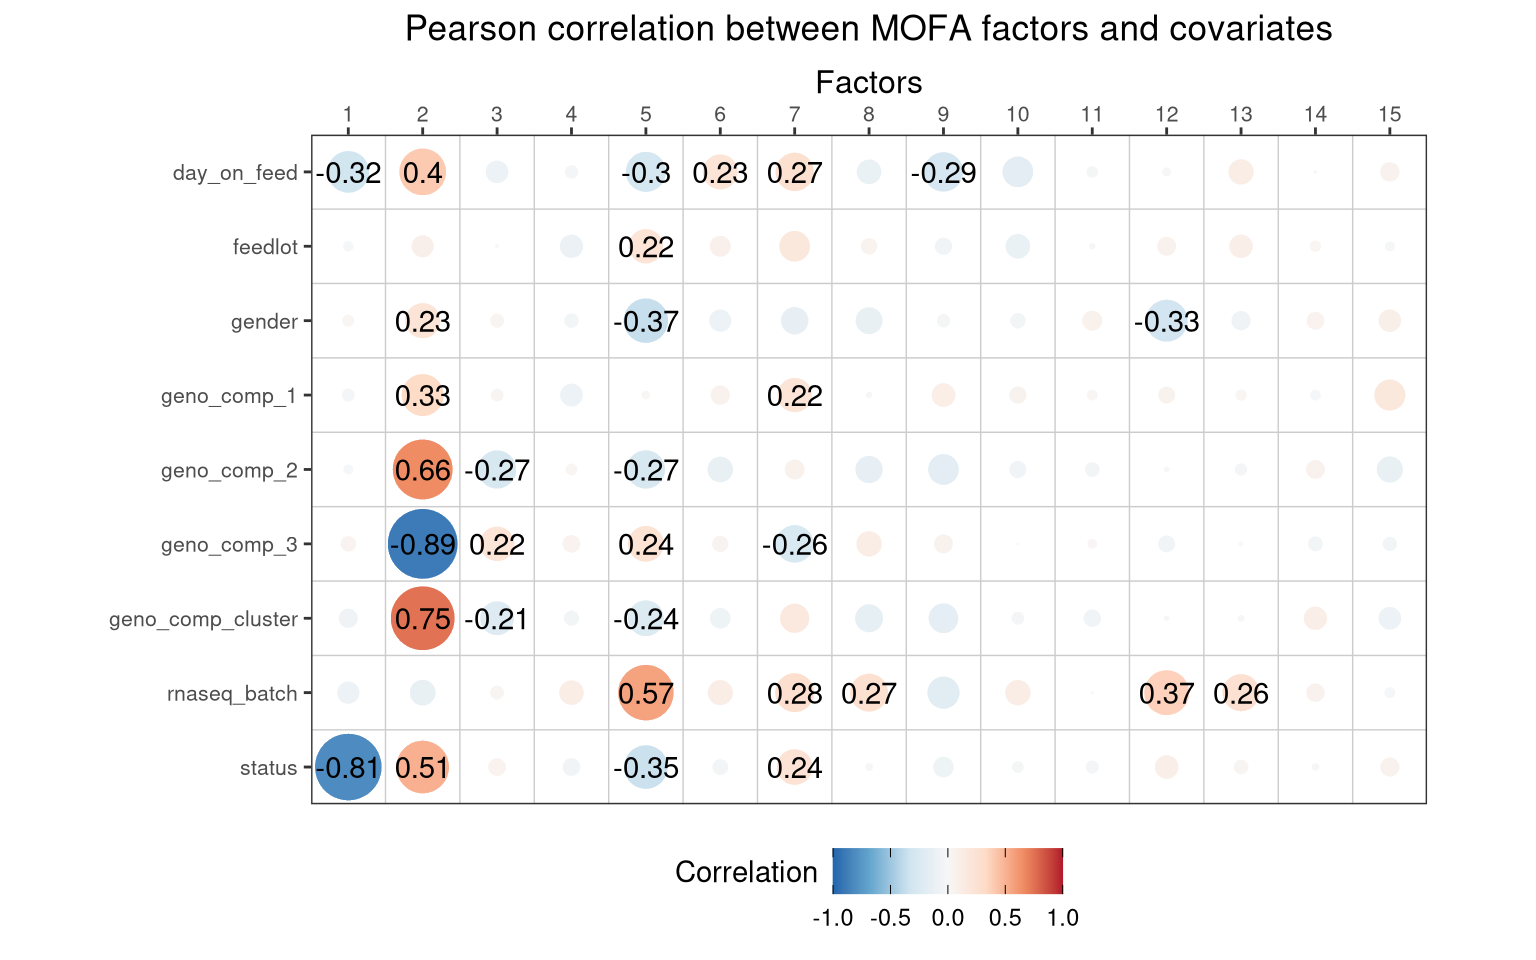 Pearson correlation between MOFA factors and covariates
Factors
1 2 3 4 5 6 7 8 9 10 11 12 13 14 15
day_on_feed -0.32 0.4 -0.3 0.23 0.27 -0.29
feedlot 0.22
gender 0.23 -0.37 -0.33
geno_comp_1 0.33 0.22
geno_comp_2 0.66 -0.27 -0.27
geno_comp_3 -0.89 0.22 0.24 -0.26
geno_comp_cluster 0.75 -0.21 -0.24
rnaseq_batch 0.57 0.28 0.27 0.37 0.26
status -0.81 0.51 -0.35 0.24
Correlation
-1.0 -0.5 0.0 0.5 1.0